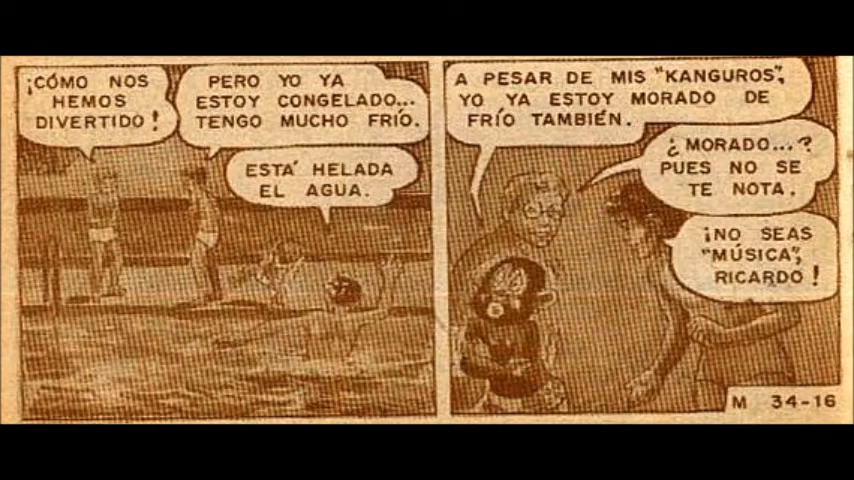 ¡CÓMO NOS
HEMOS
DIVERTIDO!
PERO YO YA
ESTOY CONGELADO...
TENGO MUCHO FRÍO.
ESTÁ HELADA
EL AGUA.
A PESAR DE MIS "KANGUROS",
YO YA ESTOY MORADO DE
FRÍO TAMBIÉN.
¿MORADO...?
PUES NO SE
TE NOTA.
¡NO SEAS
"MÚSICA",
RICARDO!
M 34-16